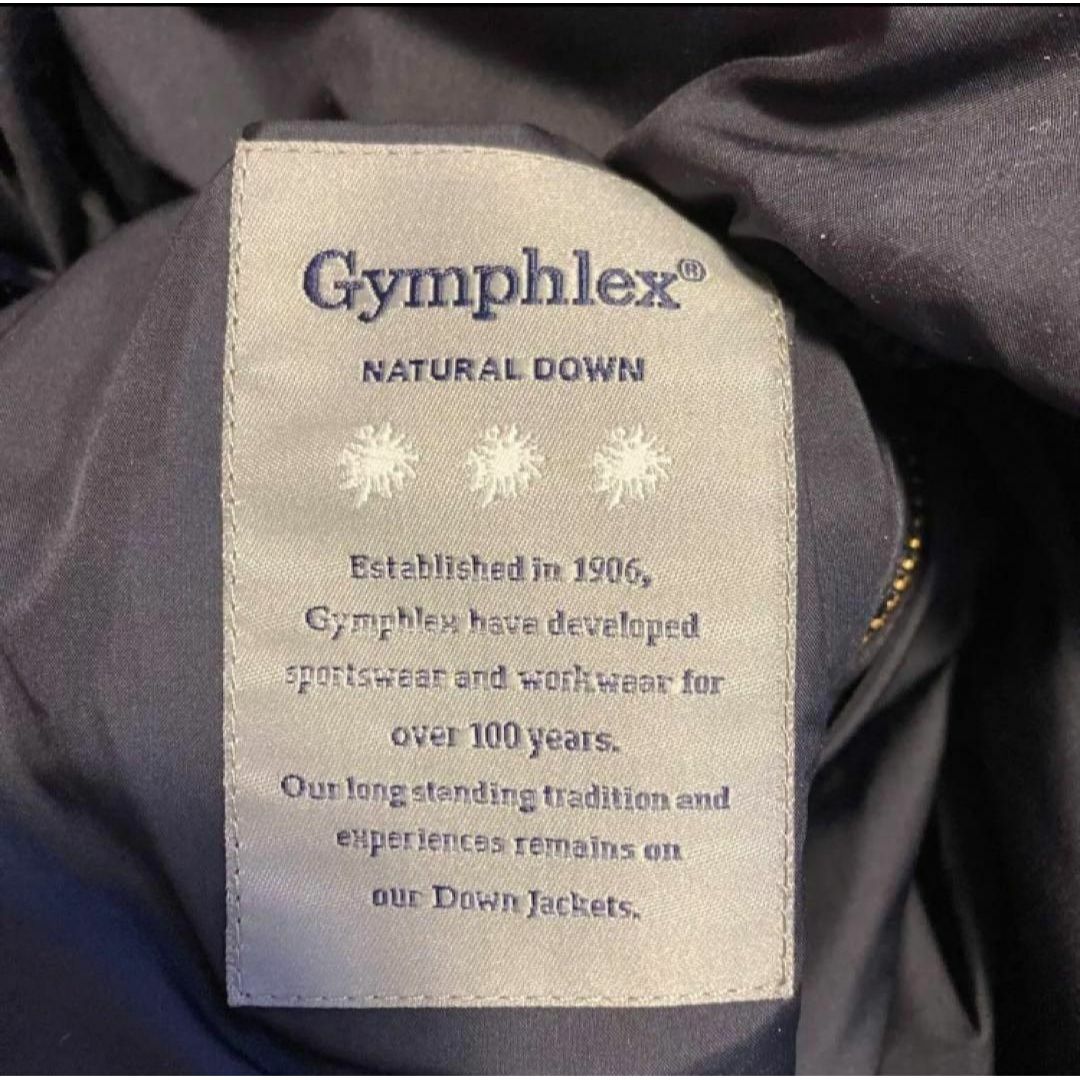 Gymphlex®
NATURAL DOWN
Established in 1906,
Gymphlex have developed
sportswear and workwear for
over 100 years.
Our long standing tradition and
experiences remains on
our Down Jackets.